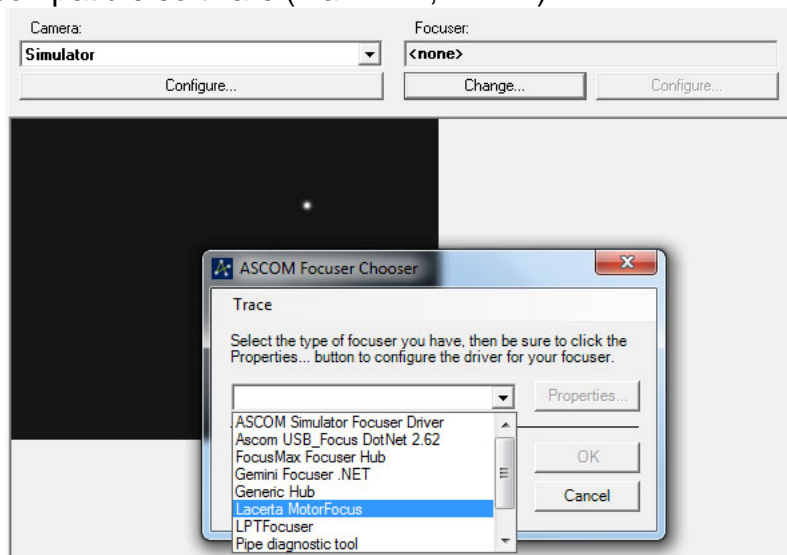 Camera:
Focuser:
Simulator
<none>
Configure...
Change...
Configure...
ASCOM Focuser Chooser
Trace
Select the type of focuser you have, then be sure to click the
Properties... button to configure the driver for your focuser.
Properties...
ASCOM Simulator Focuser Driver
Ascom USB_Focus DotNet 2.62
FocusMax Focuser Hub
Gemini Focuser .NET
Generic Hub
Lacerta MotorFocus
LPTFocuser
Pipe diagnostic tool
OK
Cancel